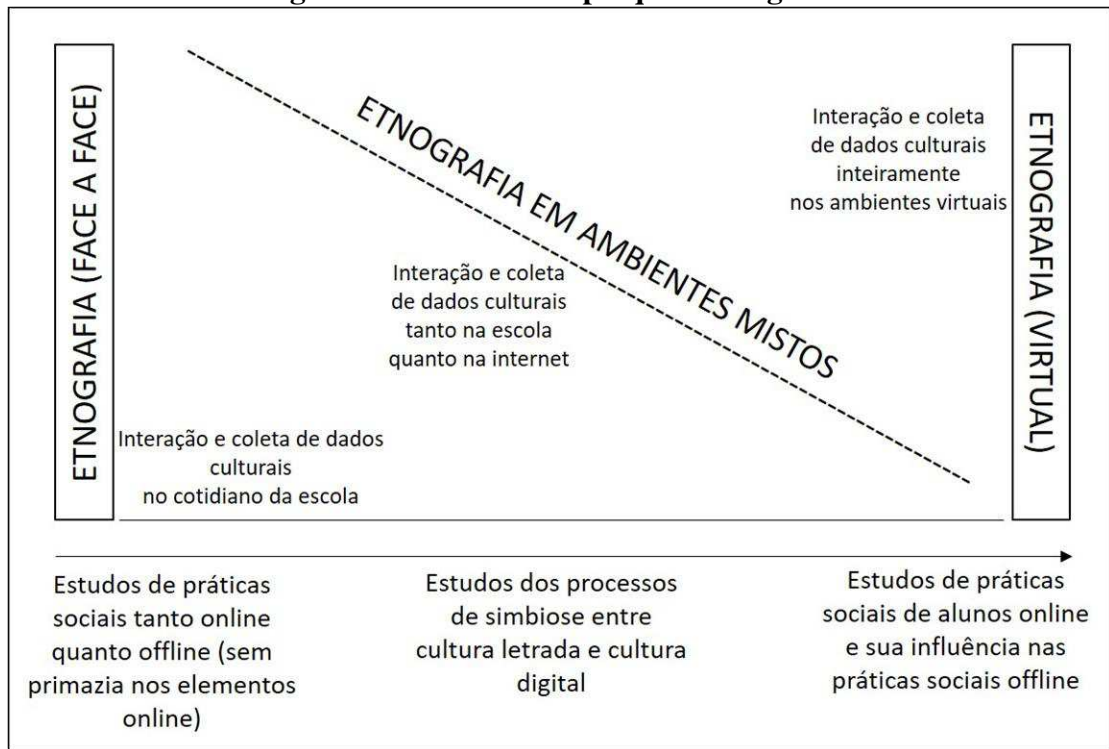 ETNOGRAFIA (FACE A FACE)
ETNOGRAFIA EM AMBIENTES MISTOS
Interação e coleta
de dados culturais
inteiramente
nos ambientes virtuais
ETNOGRAFIA (VIRTUAL)
Interação e coleta
de dados culturais
tanto na escola
quanto na internet
Interação e coleta de dados
culturais
no cotidiano da escola
Estudos de práticas
sociais tanto online
quanto offline (sem
primazia nos elementos
online)
Estudos dos processos
de simbiose entre
cultura letrada e cultura
digital
Estudos de práticas
sociais de alunos online
e sua influência nas
práticas sociais offline